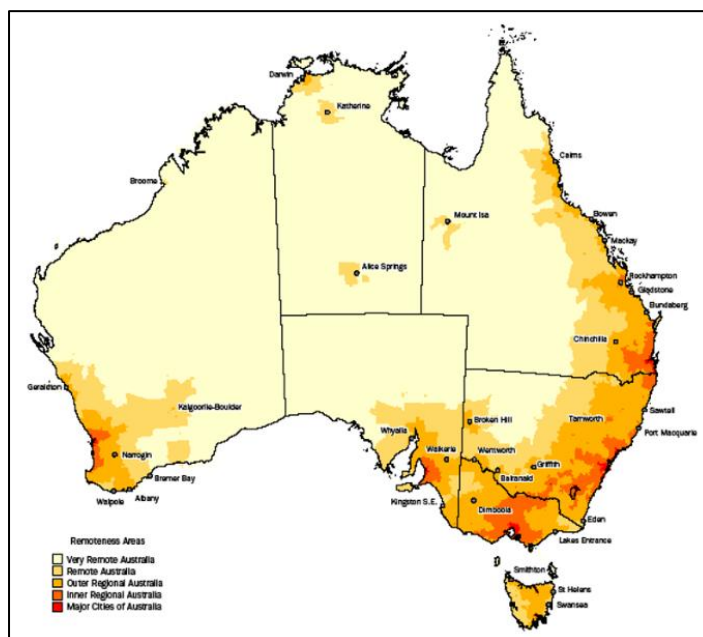 Darwin
Katherine
Cairns
Broome
Mount Isa
Bowen
Mackay
Alice Springs
Rockhampton
Gladstone
Bundaberg
Chinchilla
Geraldton
Kalgoorlie-Boulder
Broken Hill
Tamworth
Sawtell
Port Macquarie
Whyalla
Waikerie
Wentworth
Griffith
Balranald
Narrogin
Bremer Bay
Albany
Walpole
Kingston S.E.
Dimboola
Eden
Lakes Entrance
Smithton
St Helens
Swansea
Remoteness Areas
Very Remote Australia
Remote Australia
Outer Regional Australia
Inner Regional Australia
Major Cities of Australia